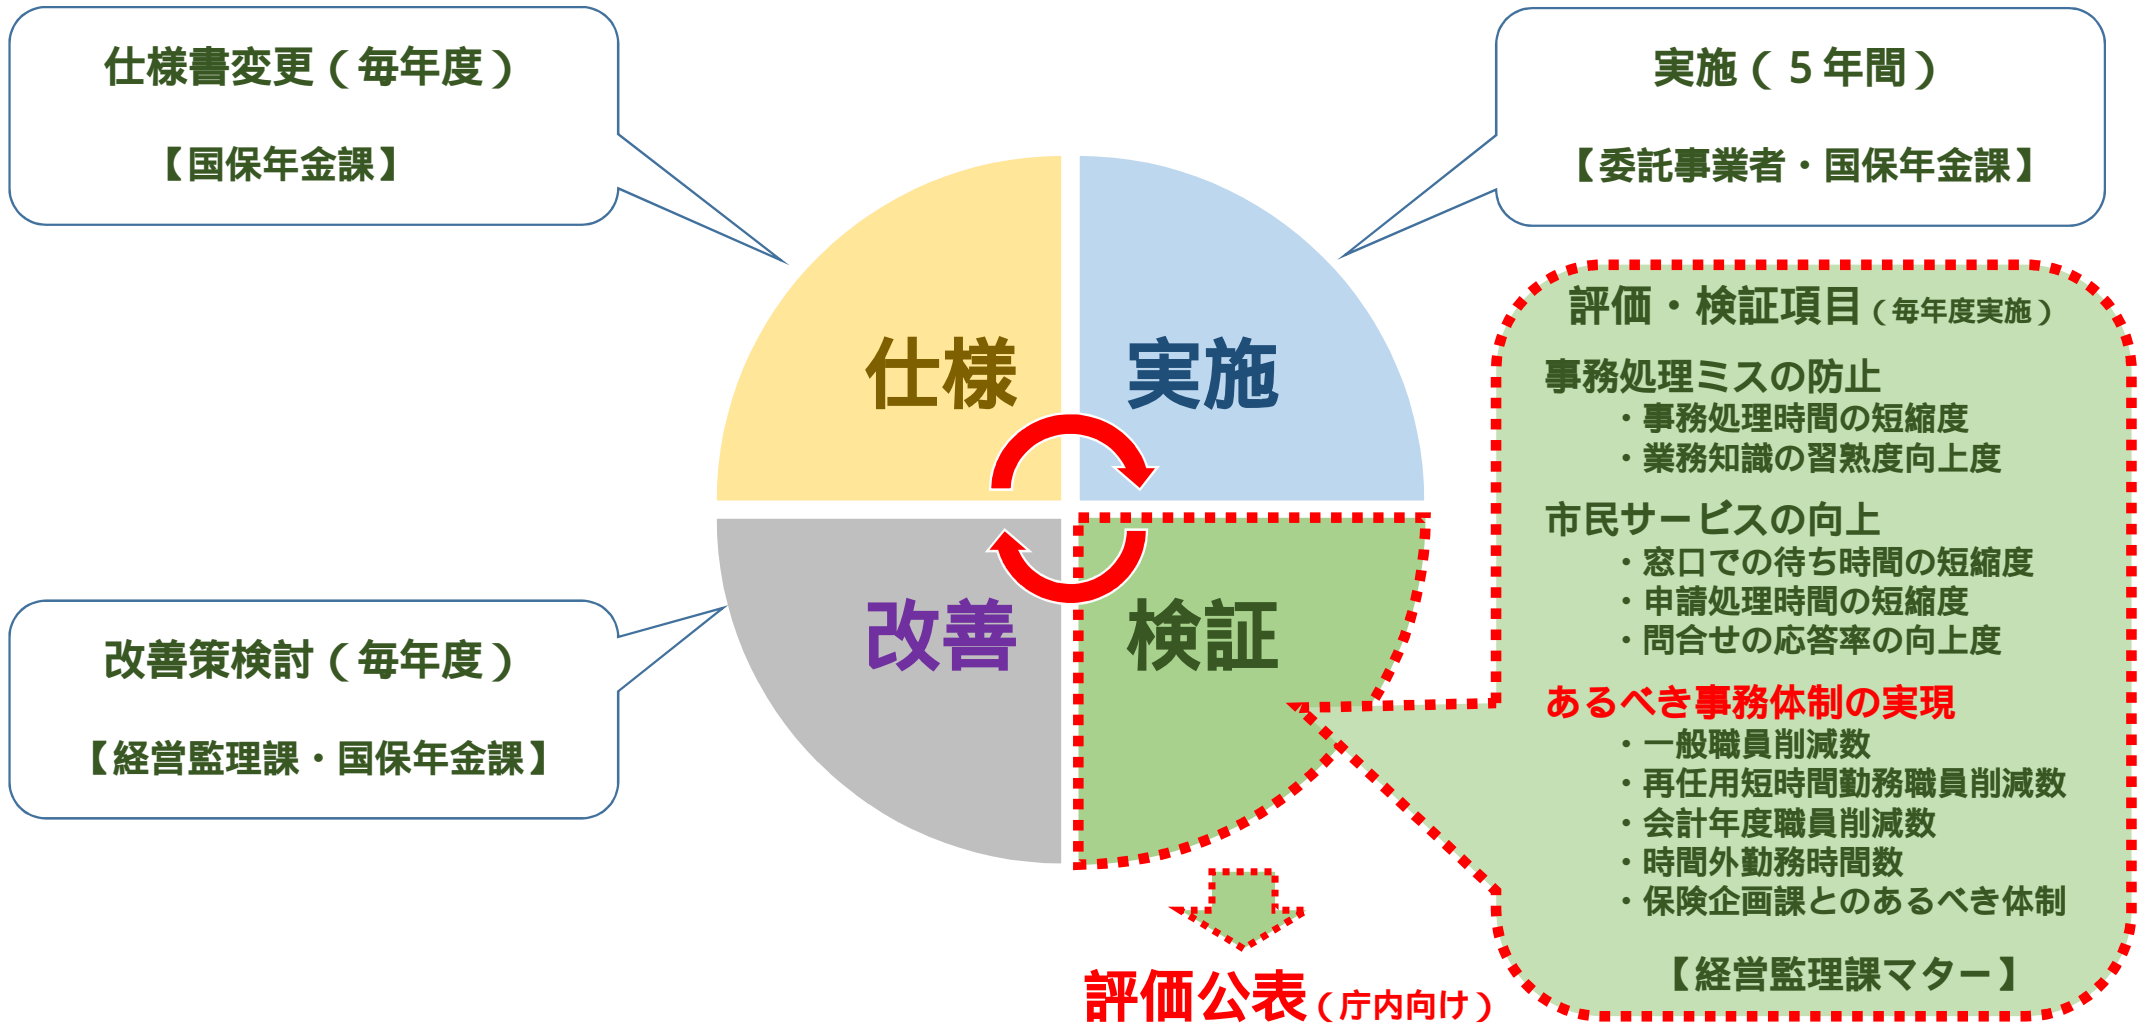 仕様書変更（毎年度）
【国保年金課】
実施（５年間）
【委託事業者・国保年金課】
仕様
実施
改善
検証
改善策検討（毎年度）
【経営監理課・国保年金課】
評価・検証項目（毎年度実施）
事務処理ミスの防止
・事務処理時間の短縮度
・業務知識の習熟度向上度
市民サービスの向上
・窓口での待ち時間の短縮度
・申請処理時間の短縮度
・問合せの応答率の向上度
あるべき事務体制の実現
・一般職員削減数
・再任用短時間勤務職員削減数
・会計年度職員削減数
・時間外勤務時間数
・保険企画課とのあるべき体制
【経営監理課マター】
評価公表（庁内向け）